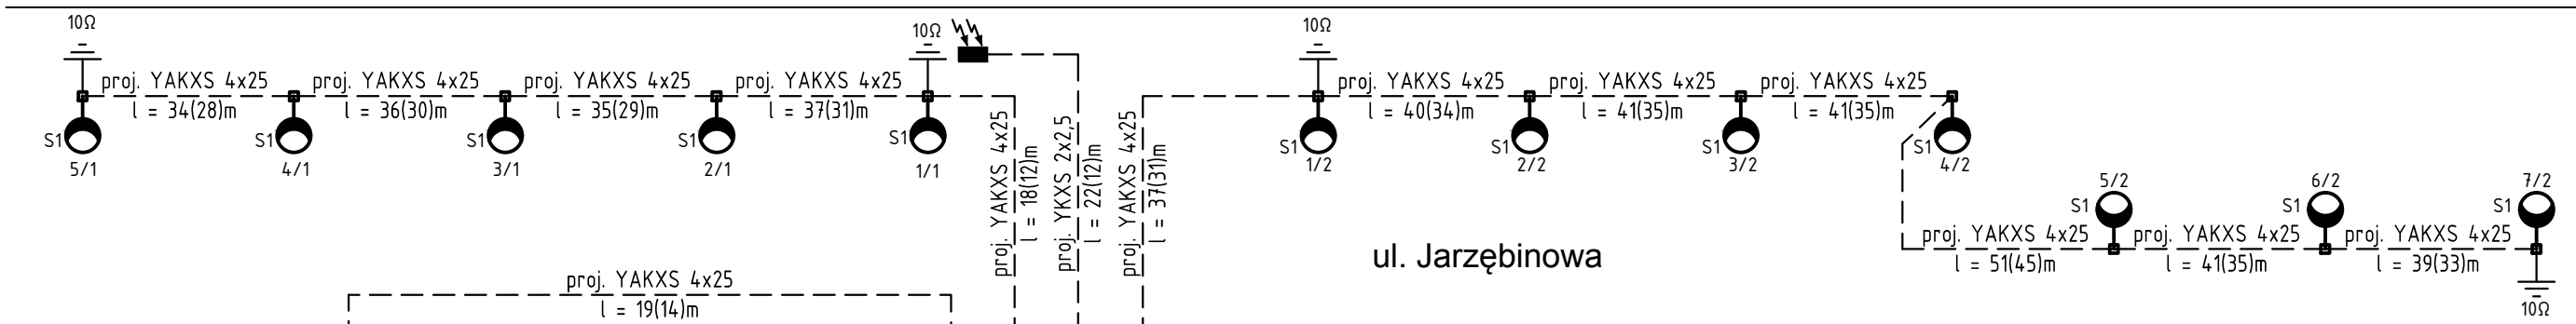 10Ω
10Ω
10Ω
proj. YAKXS 4x25
l = 34(28)m
proj. YAKXS 4x25
l = 36(30)m
proj. YAKXS 4x25
l = 35(29)m
proj. YAKXS 4x25
l = 37(31)m
proj. YAKXS 4x25
l = 40(34)m
proj. YAKXS 4x25
l = 41(35)m
proj. YAKXS 4x25
l = 41(35)m
S1
5/1
S1
4/1
S1
3/1
S1
2/1
S1
1/1
proj. YAKXS 4x25
l = 18(12)m
proj. YKXS 2x2,5
l = 22(12)m
proj. YAKXS 4x25
l = 37(31)m
S1
1/2
S1
2/2
S1
3/2
S1
4/2
5/2
S1
6/2
S1
7/2
S1
ul. Jarzębinowa
proj. YAKXS 4x25
l = 51(45)m
proj. YAKXS 4x25
l = 41(35)m
proj. YAKXS 4x25
l = 39(33)m
10Ω
proj. YAKXS 4x25
l = 19(14)m